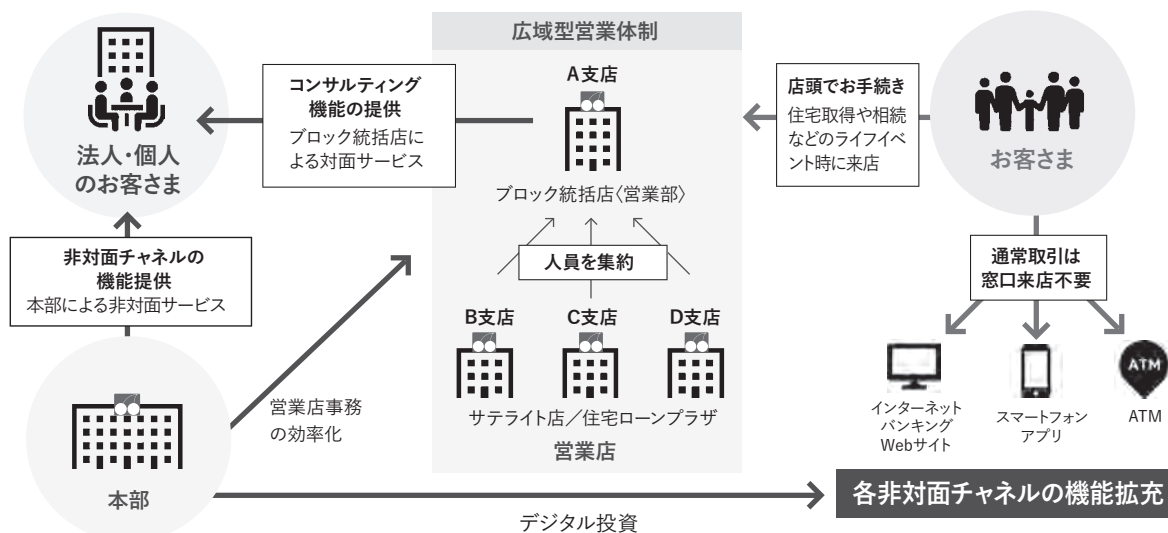 広域型営業体制
法人・個人
のお客さま
コンサルティング
機能の提供
ブロック統括店に
よる対面サービス
A支店
ブロック統括店〈営業部〉
店頭でお手続き
住宅取得や相続
などのライフイベ
ント時に来店
お客さま
非対面チャネルの
機能提供
本部による非対面サービス
人員を集約
通常取引は
窓口来店不要
B支店
C支店
D支店
サテライト店／住宅ローンプラザ
営業店
営業店事務
の効率化
本部
インターネット
バンキング
Webサイト
スマートフォン
アプリ
ATM
ATM
デジタル投資
各非対面チャネルの機能拡充